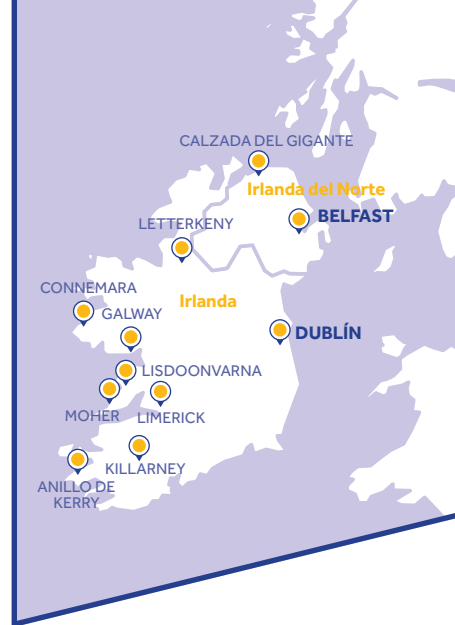 CALZADA DEL GIGANTE
Irlanda del Norte
BELFAST
LETTERKENY
CONNEMARA
Irlanda
GALWAY
DUBLÍN
LISDOONVARNA
MOHER
LIMERICK
KILLARNEY
ANILLO DE
KERRY